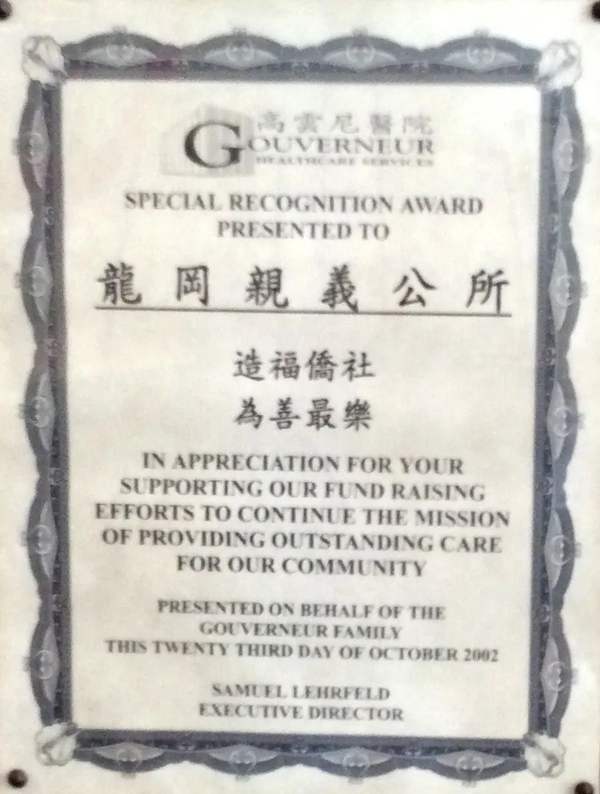 高雲尼醫院
GOUVERNEUR
HEALTHCARE SERVICES
SPECIAL RECOGNITION AWARD
PRESENTED TO
龍岡親義公所
造福僑社
為善最樂
IN APPRECIATION FOR YOUR
SUPPORTING OUR FUND RAISING
EFFORTS TO CONTINUE THE MISSION
OF PROVIDING OUTSTANDING CARE
FOR OUR COMMUNITY
PRESENTED ON BEHALF OF THE
GOUVERNEUR FAMILY
THIS TWENTY THIRD DAY OF OCTOBER 2002
SAMUEL LEHRFELD
EXECUTIVE DIRECTOR